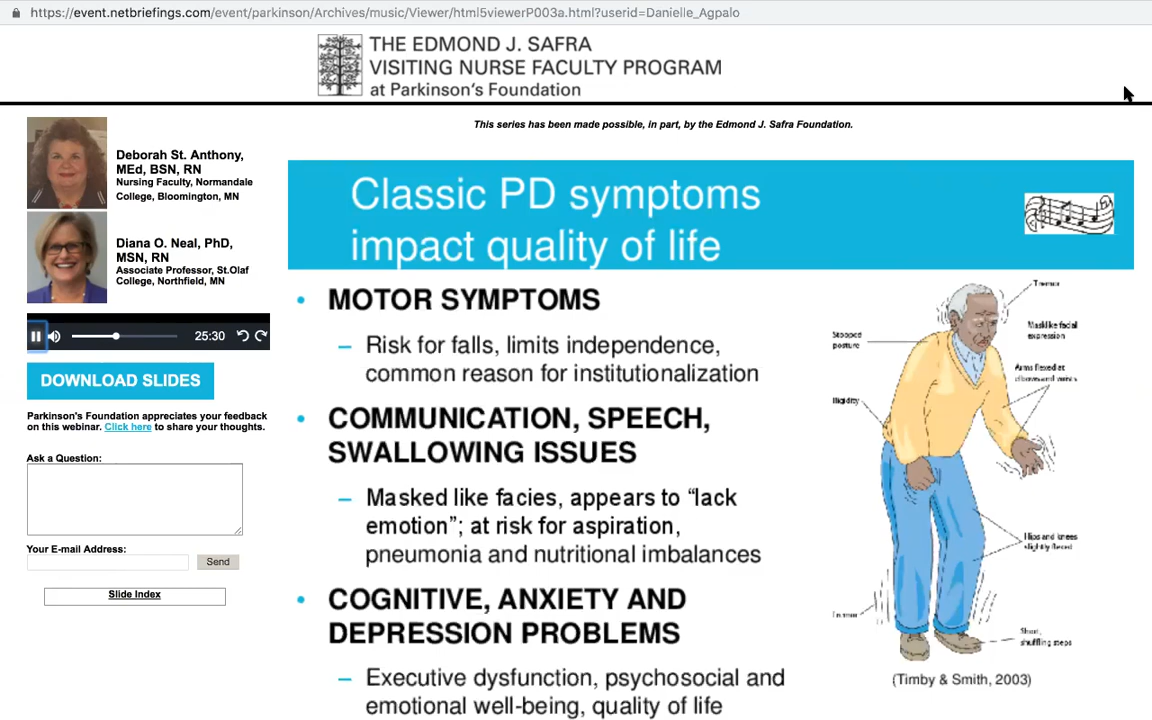 https://event.netbriefings.com/event/parkinson/Archives/music/Viewer/html5viewerP003a.html?userid=Danielle_Agpalo
THE EDMOND J. SAFRA
VISITING NURSE FACULTY PROGRAM
at Parkinson's Foundation
This series has been made possible, in part, by the Edmond J. Safra Foundation.
Deborah St. Anthony,
MEd, BSN, RN
Nursing Faculty, Normandale
College, Bloomington, MN
Diana O. Neal, PhD,
MSN, RN
Associate Professor, St.Olaf
College, Northfield, MN
25:30
DOWNLOAD SLIDES
Parkinson's Foundation appreciates your feedback
on this webinar. Click here to share your thoughts.
Ask a Question:
Your E-mail Address:
Send
Slide Index
Classic PD symptoms
impact quality of life
• MOTOR SYMPTOMS
– Risk for falls, limits independence,
common reason for institutionalization
• COMMUNICATION, SPEECH,
SWALLOWING ISSUES
– Masked like facies, appears to “lack
emotion”; at risk for aspiration,
pneumonia and nutritional imbalances
• COGNITIVE, ANXIETY AND
DEPRESSION PROBLEMS
– Executive dysfunction, psychosocial and
emotional well-being, quality of life
Tremor
Masklike facial
expression
Stooped
posture
Arms flexed at
elbows and wrists
Rigidity
Hips and knees
slightly flexed
Tremor
Short,
shuffling steps
(Timby & Smith, 2003)